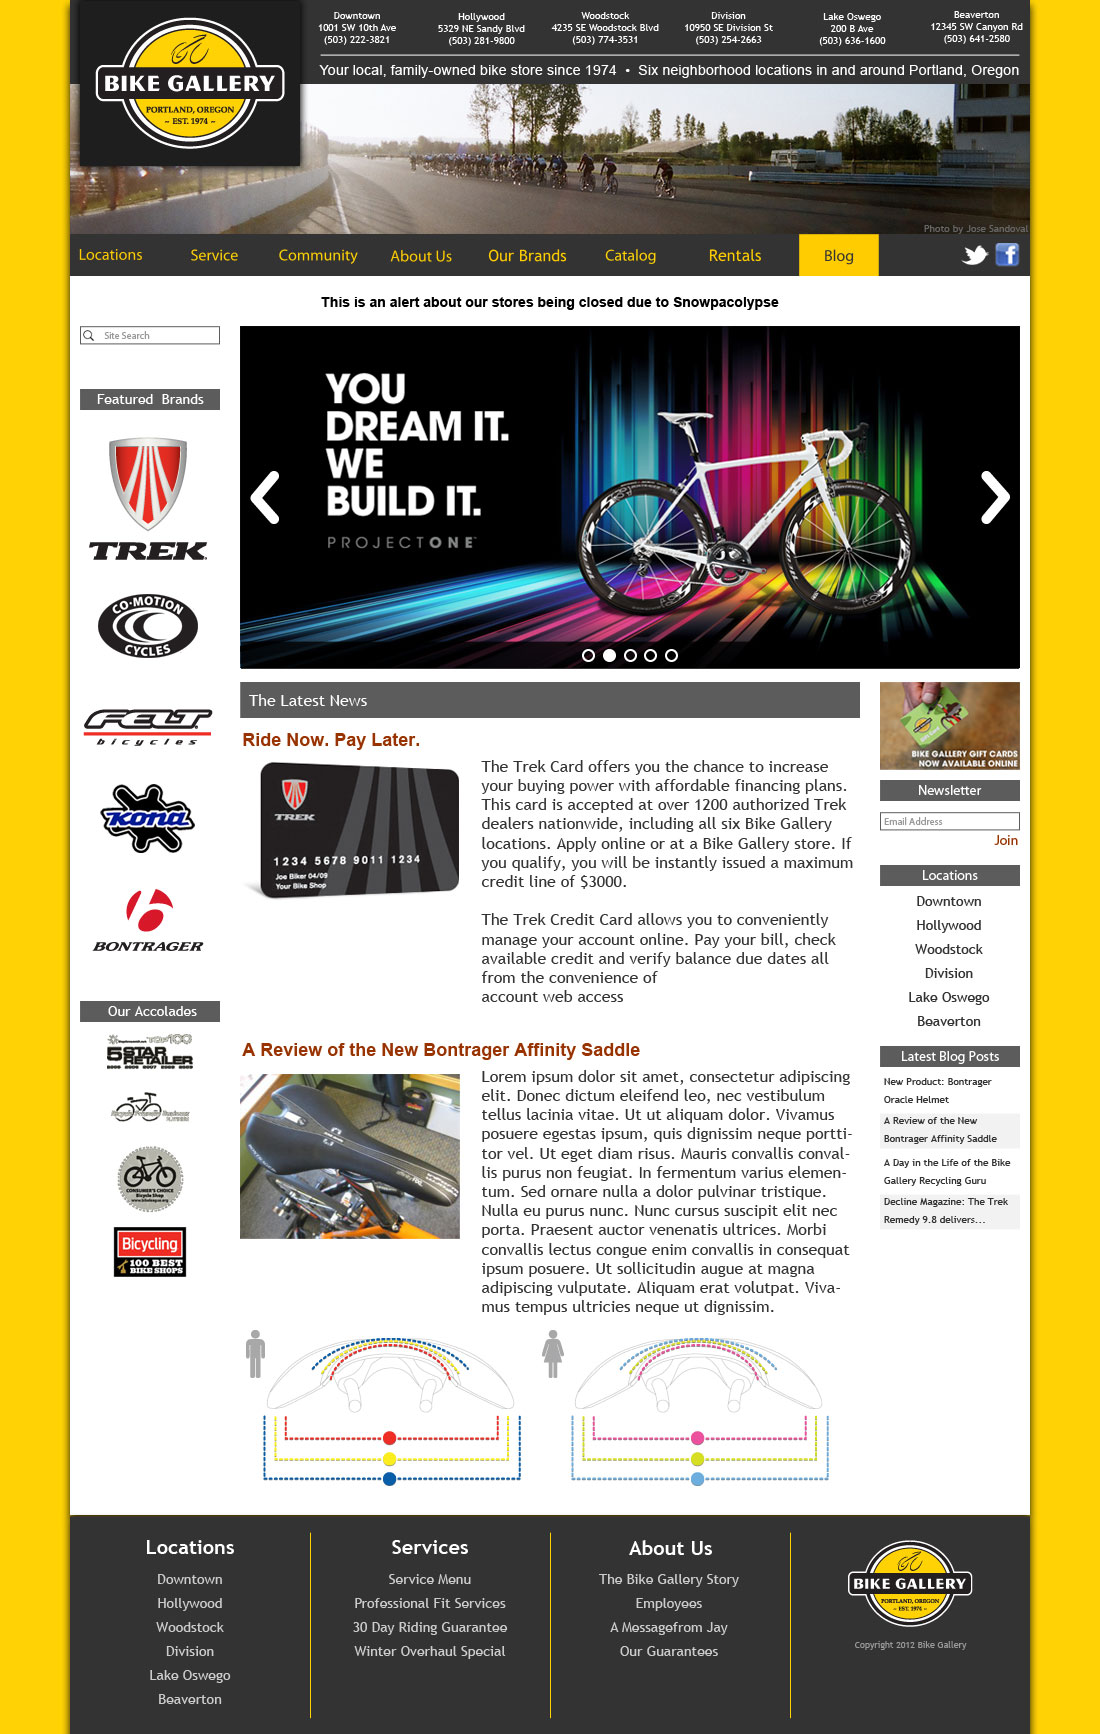 BIKE GALLERY
PORTLAND, OREGON
~ EST. 1974 ~
Downtown
1001 SW 10th Ave
(503) 222-3821
Hollywood
5329 NE Sandy Blvd
(503) 281-9800
Woodstock
4235 SE Woodstock Blvd
(503) 774-3531
Division
10950 SE Division St
(503) 254-2663
Lake Oswego
200 B Ave
(503) 636-1600
Beaverton
12345 SW Canyon Rd
(503) 641-2580
Your local, family-owned bike store since 1974 • Six neighborhood locations in and around Portland, Oregon
Photo by Jose Sandoval
Locations Service Community About Us Our Brands Catalog Rentals Blog
This is an alert about our stores being closed due to Snowpacolypse
Site Search
Featured Brands
TREK
CO-MOTION
CYCLES
FELT
bicycles
KONA
BONTRAGER
Our Accolades
TOP100
5 STAR
RETAILER
Bicycle Friendly Business
CONSUMER'S CHOICE
Bicycle Shop
Bicycling
100 BEST
BIKE SHOPS
YOU
DREAM IT.
WE
BUILD IT.
PROJECTONE
The Latest News
Ride Now. Pay Later.
TREK
1234 5678 9011 1234
Joe Biker 04/09
Your Bike Shop
The Trek Card offers you the chance to increase
your buying power with affordable financing plans.
This card is accepted at over 1200 authorized Trek
dealers nationwide, including all six Bike Gallery
locations. Apply online or at a Bike Gallery store. If
you qualify, you will be instantly issued a maximum
credit line of $3000.
The Trek Credit Card allows you to conveniently
manage your account online. Pay your bill, check
available credit and verify balance due dates all
from the convenience of
account web access
A Review of the New Bontrager Affinity Saddle
Lorem ipsum dolor sit amet, consectetur adipiscing
elit. Donec dictum eleifend leo, nec vestibulum
tellus lacinia vitae. Ut ut aliquam dolor. Vivamus
posuere egestas ipsum, quis dignissim neque portti-
tor vel. Ut eget diam risus. Mauris convallis conval-
lis purus non feugiat. In fermentum varius elemen-
tum. Sed ornare nulla a dolor pulvinar tristique.
Nulla eu purus nunc. Nunc cursus suscipit elit nec
porta. Praesent auctor venenatis ultrices. Morbi
convallis lectus congue enim convallis in consequat
ipsum posuere. Ut sollicitudin augue at magna
adipiscing vulputate. Aliquam erat volutpat. Viva-
mus tempus ultricies neque ut dignissim.
BIKE GALLERY GIFT CARDS
NOW AVAILABLE ONLINE
Newsletter
Email Address
Join
Locations
Downtown
Hollywood
Woodstock
Division
Lake Oswego
Beaverton
Latest Blog Posts
New Product: Bontrager
Oracle Helmet
A Review of the New
Bontrager Affinity Saddle
A Day in the Life of the Bike
Gallery Recycling Guru
Decline Magazine: The Trek
Remedy 9.8 delivers...
Locations
Downtown
Hollywood
Woodstock
Division
Lake Oswego
Beaverton
Services
Service Menu
Professional Fit Services
30 Day Riding Guarantee
Winter Overhaul Special
About Us
The Bike Gallery Story
Employees
A Messagefrom Jay
Our Guarantees
BIKE GALLERY
PORTLAND, OREGON
~ EST. 1974 ~
Copyright 2012 Bike Gallery